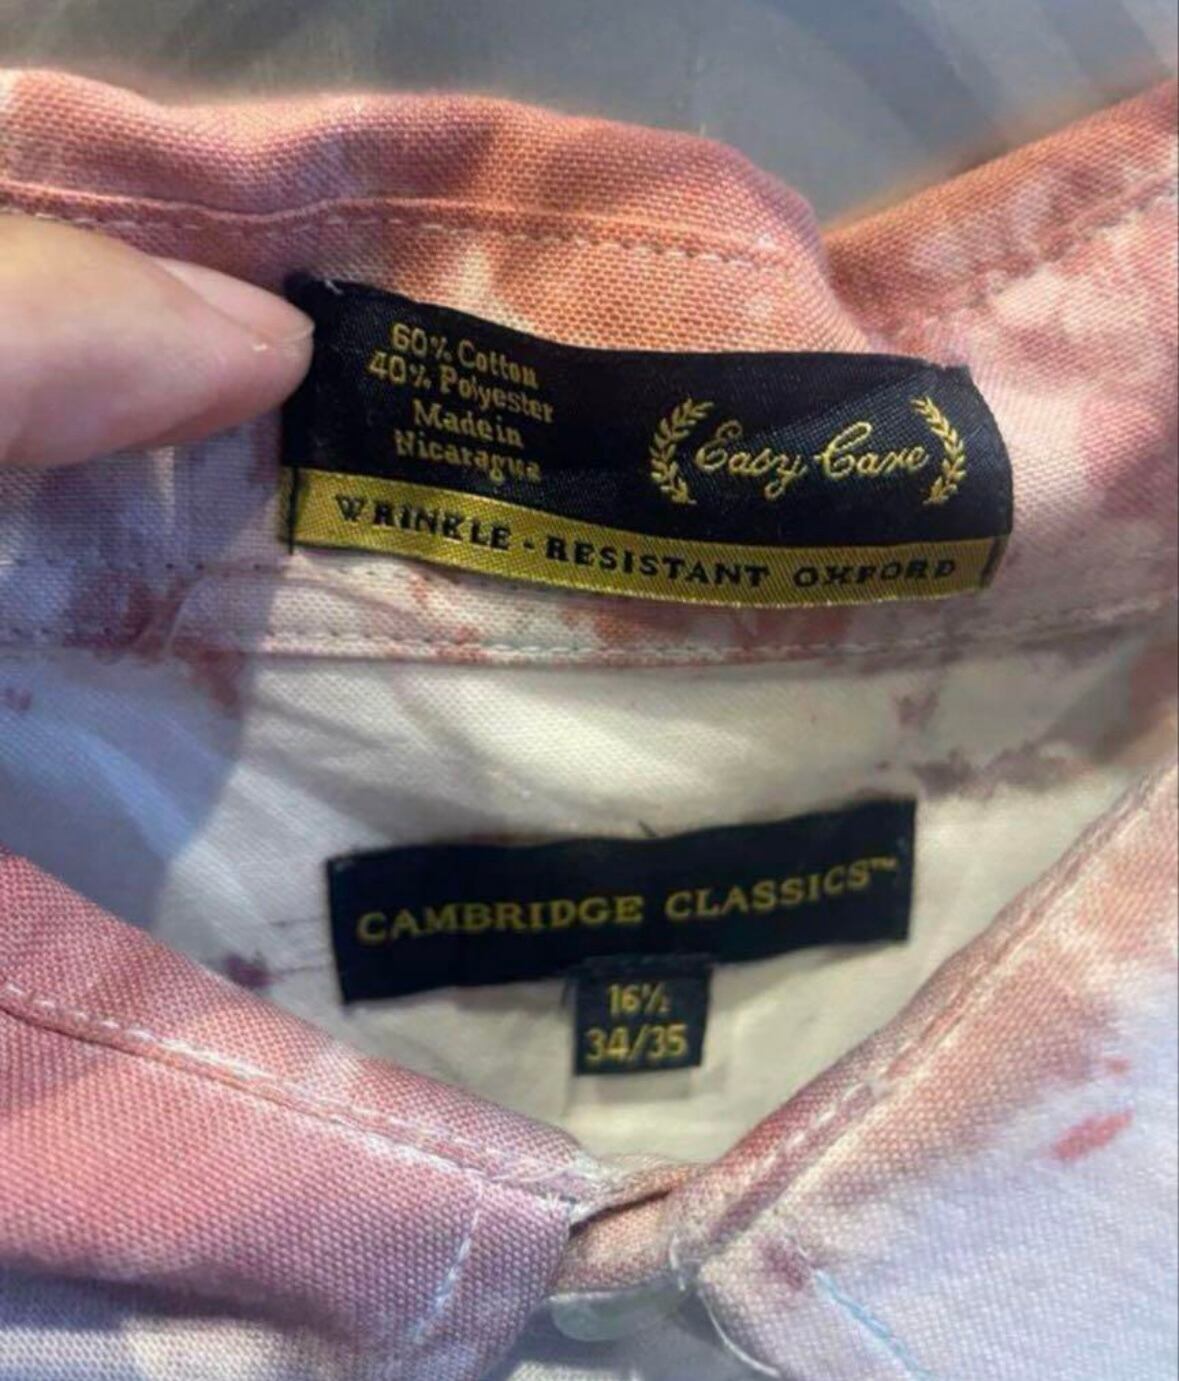 60% Cotton
40% Polyester
Made in
Nicaragua
Easy Care
WRINKLE-RESISTANT OXFORD
CAMBRIDGE CLASSICS™
16½
34/35